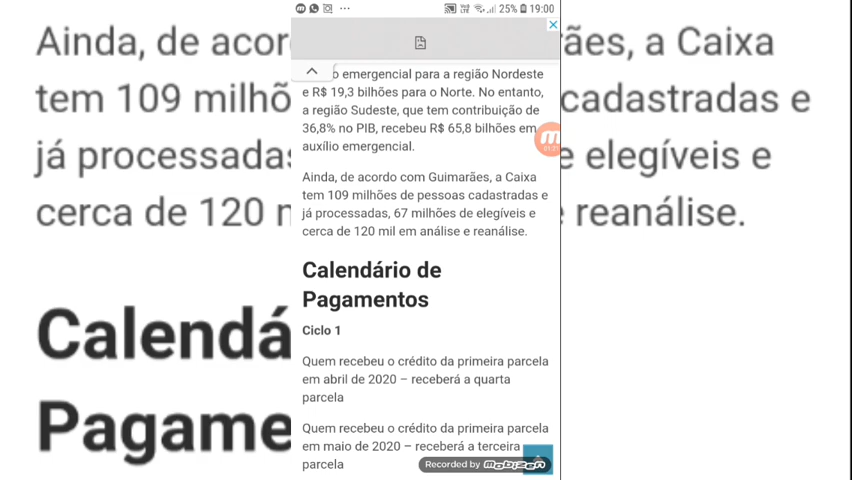 25% 19:00
o emergencial para a região Nordeste
e R$ 19,3 bilhões para o Norte. No entanto,
a região Sudeste, que tem contribuição de
36,8% no PIB, recebeu R$ 65,8 bilhões em
auxílio emergencial.
01:21
Ainda, de acordo com Guimarães, a Caixa
tem 109 milhões de pessoas cadastradas e
já processadas, 67 milhões de elegíveis e
cerca de 120 mil em análise e reanálise.
Calendário de
Pagamentos
Ciclo 1
Quem recebeu o crédito da primeira parcela
em abril de 2020 – receberá a quarta
parcela
Quem recebeu o crédito da primeira parcela
em maio de 2020 – receberá a terceira
parcela
Recorded by mobizen
Ainda, de acor
tem 109 milhõ
já processadas
cerca de 120 m
Calendá
Pagame
ães, a Caixa
cadastradas e
e elegíveis e
reanálise.